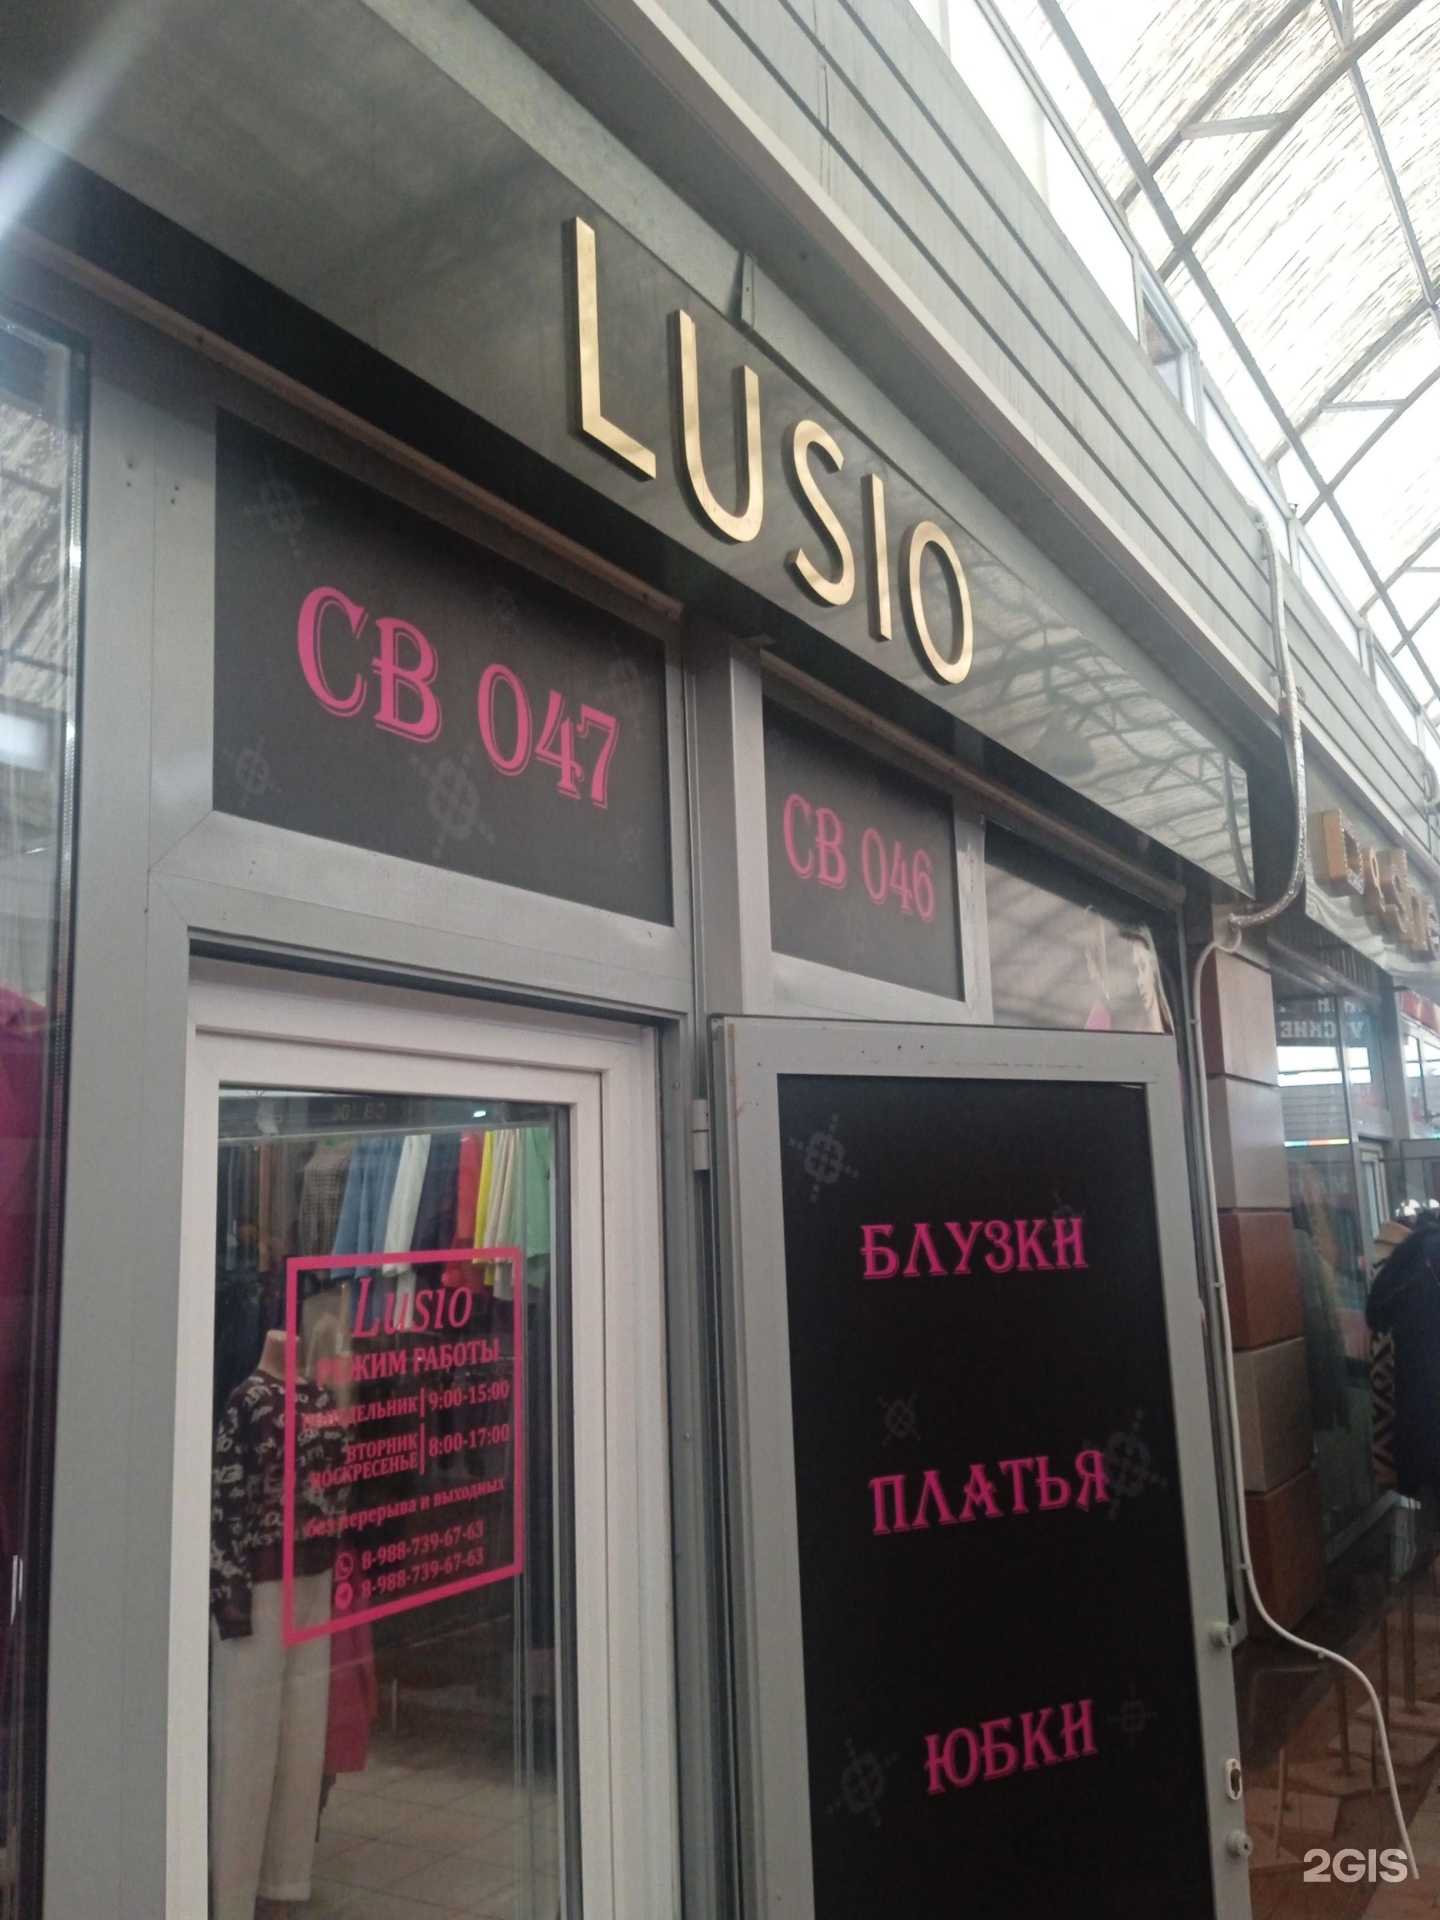 LUSIO
СВ 047
СВ 046
Lusio
РЕЖИМ РАБОТЫ
ПОНЕДЕЛЬНИК 9:00-15:00
ВТОРНИК
ВОСКРЕСЕНЬЕ 8:00-17:00
без перерыва и выходных
8-988-739-67-63
8-988-739-67-63
БЛУЗКИ
ПЛАТЬЯ
ЮБКИ
2GIS